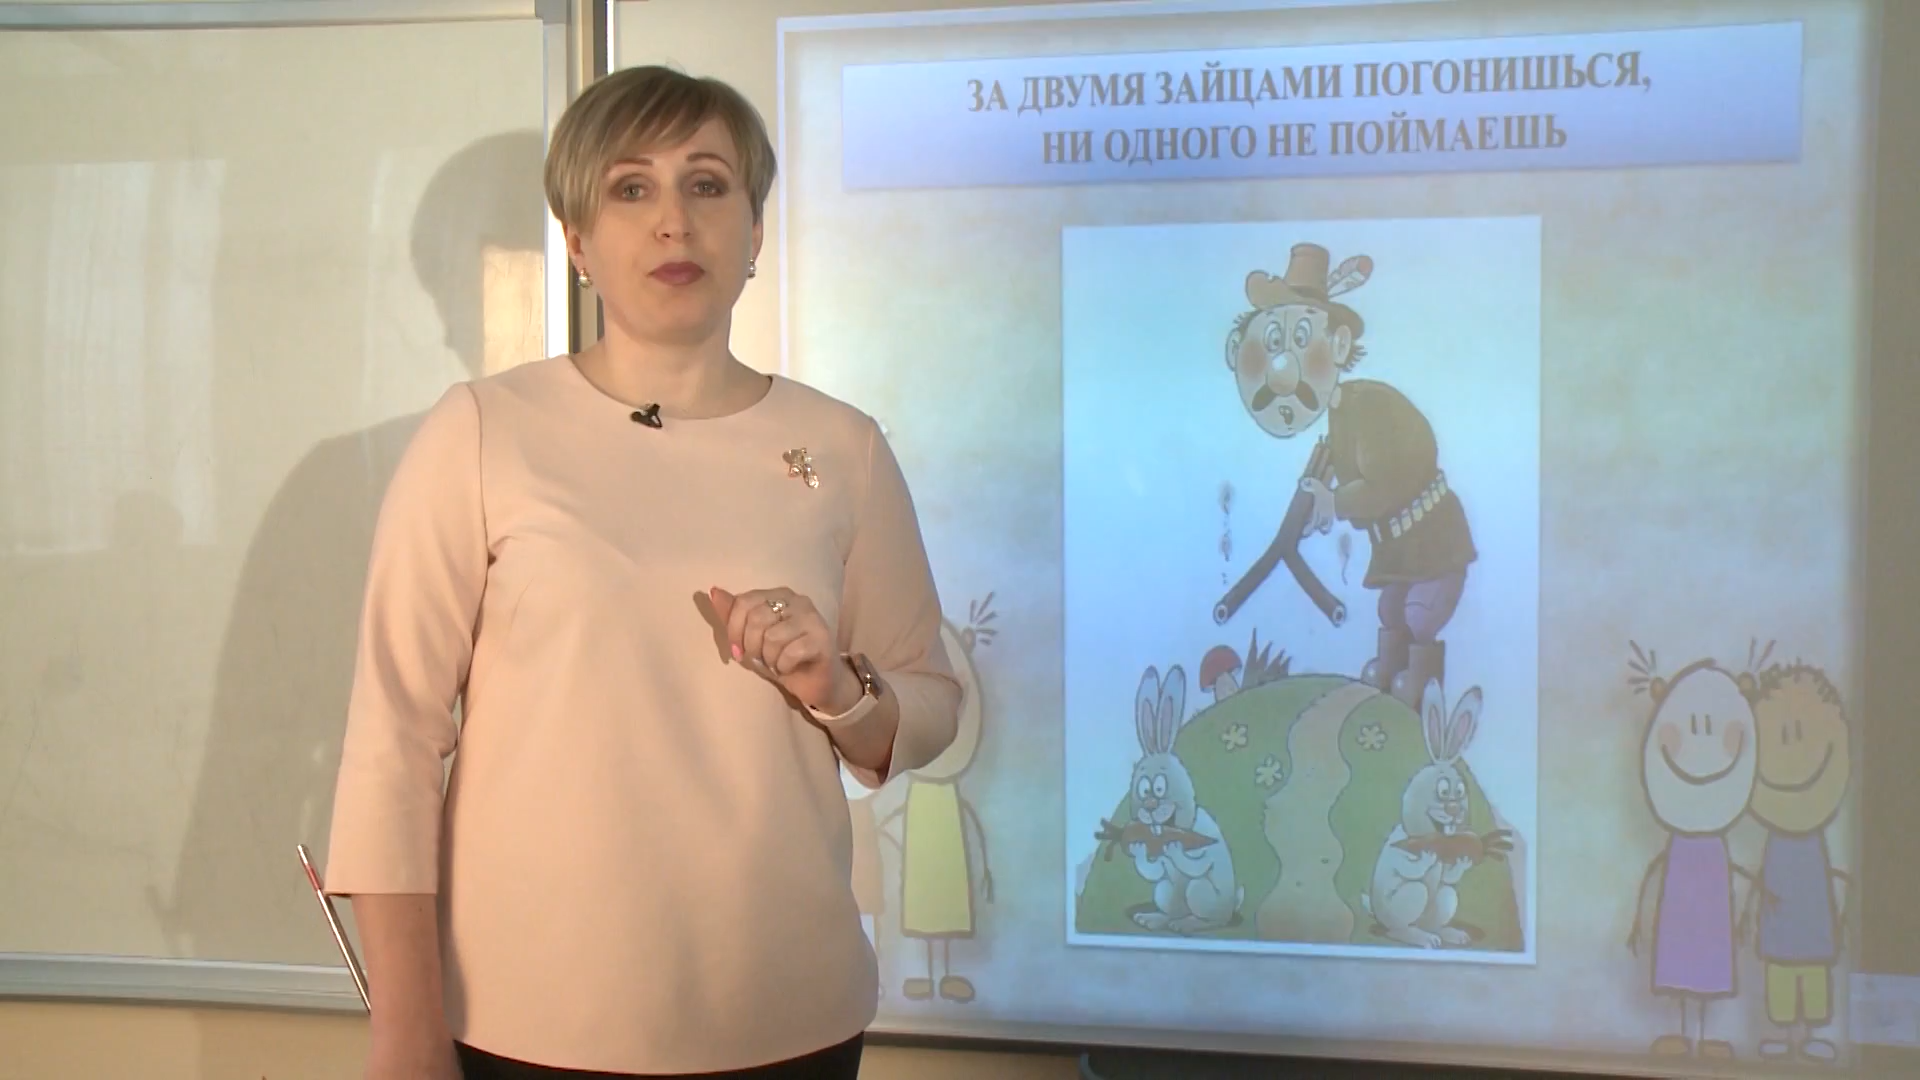 ЗА ДВУМЯ ЗАЙЦАМИ ПОГОНИШЬСЯ,
НИ ОДНОГО НЕ ПОЙМАЕШЬ